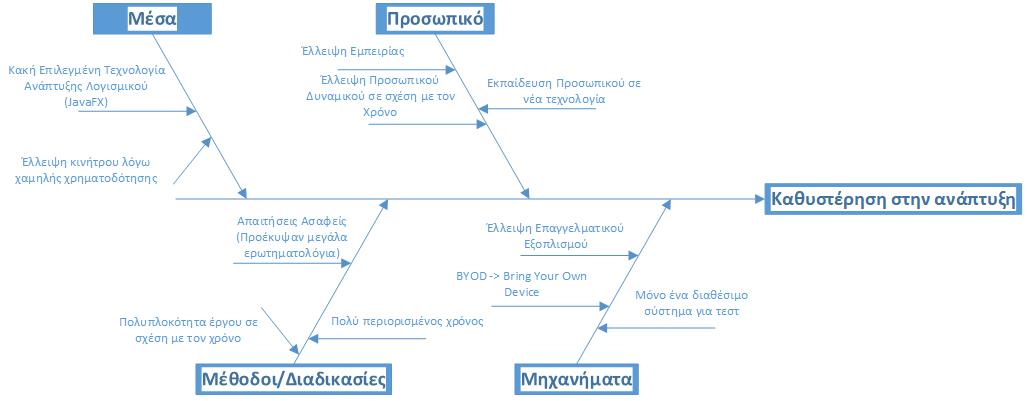 Μέσα
Προσωπικό
Κακή Επιλεγμένη Τεχνολογία
Ανάπτυξης Λογισμικού
(JavaFX)
Έλλειψη κινήτρου λόγω
χαμηλής χρηματοδότησης
Έλλειψη Εμπειρίας
Έλλειψη Προσωπικού
Δυναμικού σε σχέση με τον
Χρόνο
Εκπαίδευση Προσωπικού σε
νέα τεχνολογία
Καθυστέρηση στην ανάπτυξη
Απαιτήσεις Ασαφείς
(Προέκυψαν μεγάλα
ερωτηματολόγια)
Πολυπλοκότητα έργου σε
σχέση με τον χρόνο
Πολύ περιορισμένος χρόνος
Έλλειψη Επαγγελματικού
Εξοπλισμού
BYOD -> Bring Your Own
Device
Μόνο ένα διαθέσιμο
σύστημα για τεστ
Μέθοδοι/Διαδικασίες
Μηχανήματα